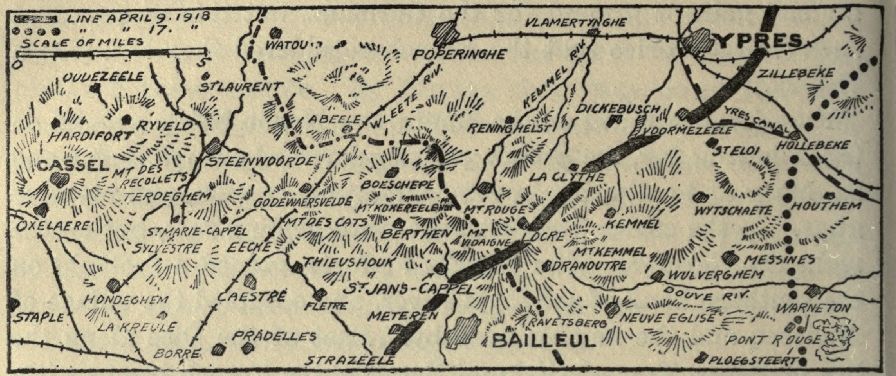 LINE APRIL 9. 1918
" " 17. "
SCALE OF MILES
0 5
WATOU
POPERINGHE
VLAMERTYNGHE
YPRES
ZILLEBEKE
OUDEZEELE
ST LAURENT
ABEELE
WLEETE RIV.
KEMMEL RIV.
DICKEBUSCH
VOORMEZEELE
YPRES CANAL
HOLLEBEKE
HARDIFORT
RYVELD
STEENWOORDE
RENINGHELST
ST ELOI
CASSEL
MT DES
RECOLLETS
TERDEGHEM
BOESCHEPE
LA CLYTHE
GODEWAERSVELDE
MT KOKEREELBERG
MT ROUGE
WYTSCHAETE
HOUTHEM
OXELAERE
ST MARIE-CAPPEL
MT DES CATS
BERTHEN
KEMMEL
SYLVESTRE
EECKE
MT
VIDAIGNE
OCRE
MT KEMMEL
THIEUSHOUK
DRANOUTRE
MESSINES
WULVERGHEM
HONDEGHEM
CAESTRE
FLETRE
ST JANS-CAPPEL
DOUVE RIV.
STAPLE
LA KREULE
METEREN
RAVETSBERG
NEUVE EGLISE
WARNETON
BORRE
PRADELLES
STRAZEELE
BAILLEUL
PONT ROUGE
PLOEGSTEERT